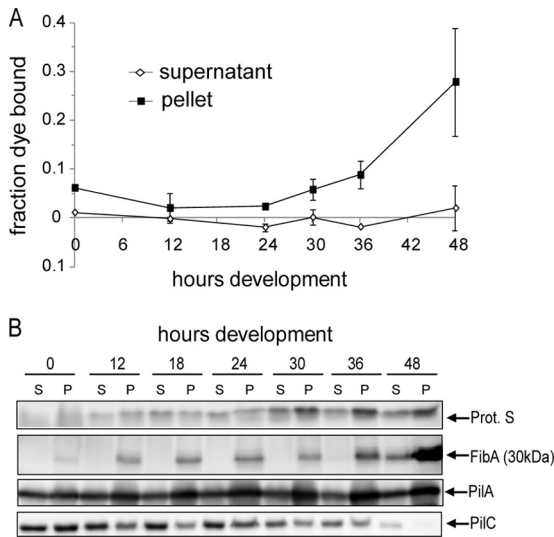 A
0.4
supernatant
0.3
pellet
0.2
0.1
0
0.1
fraction dye bound
0 6 12 18 24 30 36 42 48
hours development
B
hours development
0 12 18 24 30 36 48
S P S P S P S P S P S P S P
Prot. S
FibA (30kDa)
PilA
PilC